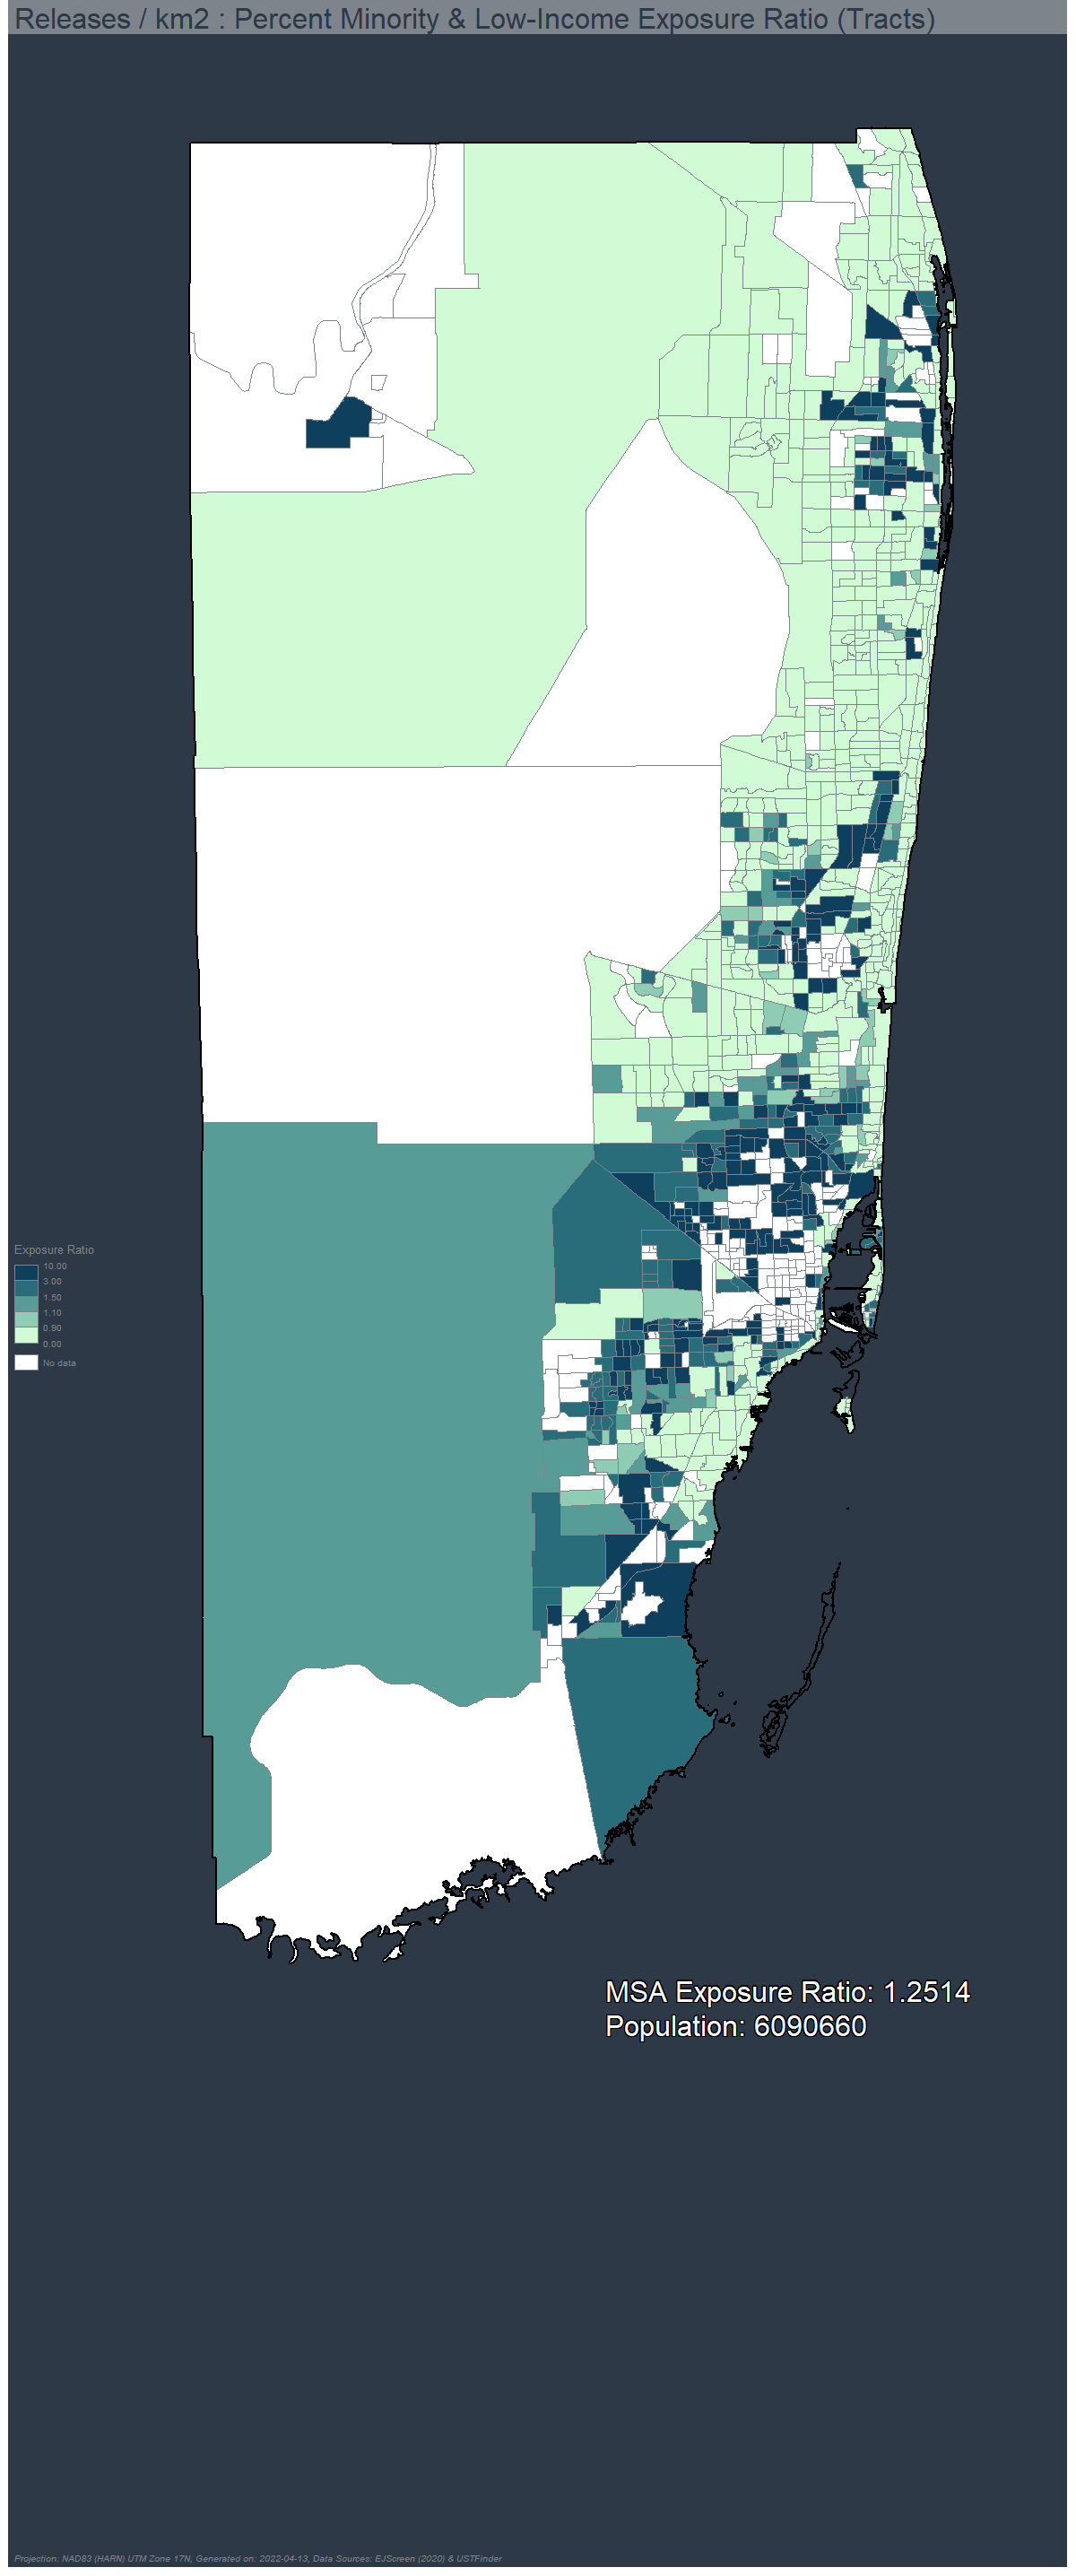 Releases / km2 : Percent Minority & Low-Income Exposure Ratio (Tracts)
Exposure Ratio
10.00
3.00
1.50
1.10
0.90
0.00
No data
MSA Exposure Ratio: 1.2514
Population: 6090660
Projection: NAD83 (HARN) UTM Zone 17N, Generated on: 2022-04-13, Data Sources: EJScreen (2020) & USTFinder